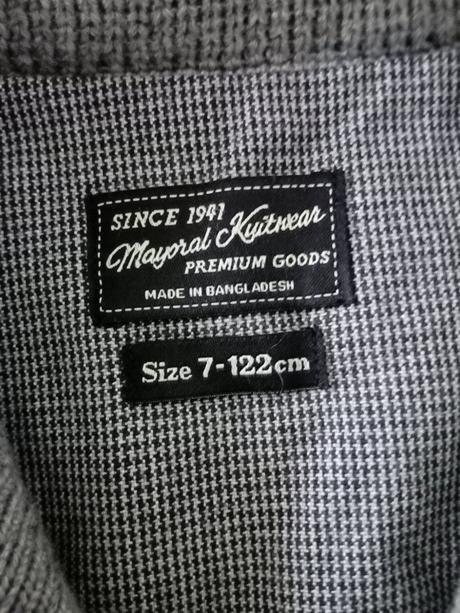 SINCE 1941
Mayoral Knitwear
PREMIUM GOODS
MADE IN BANGLADESH
Size 7-122cm